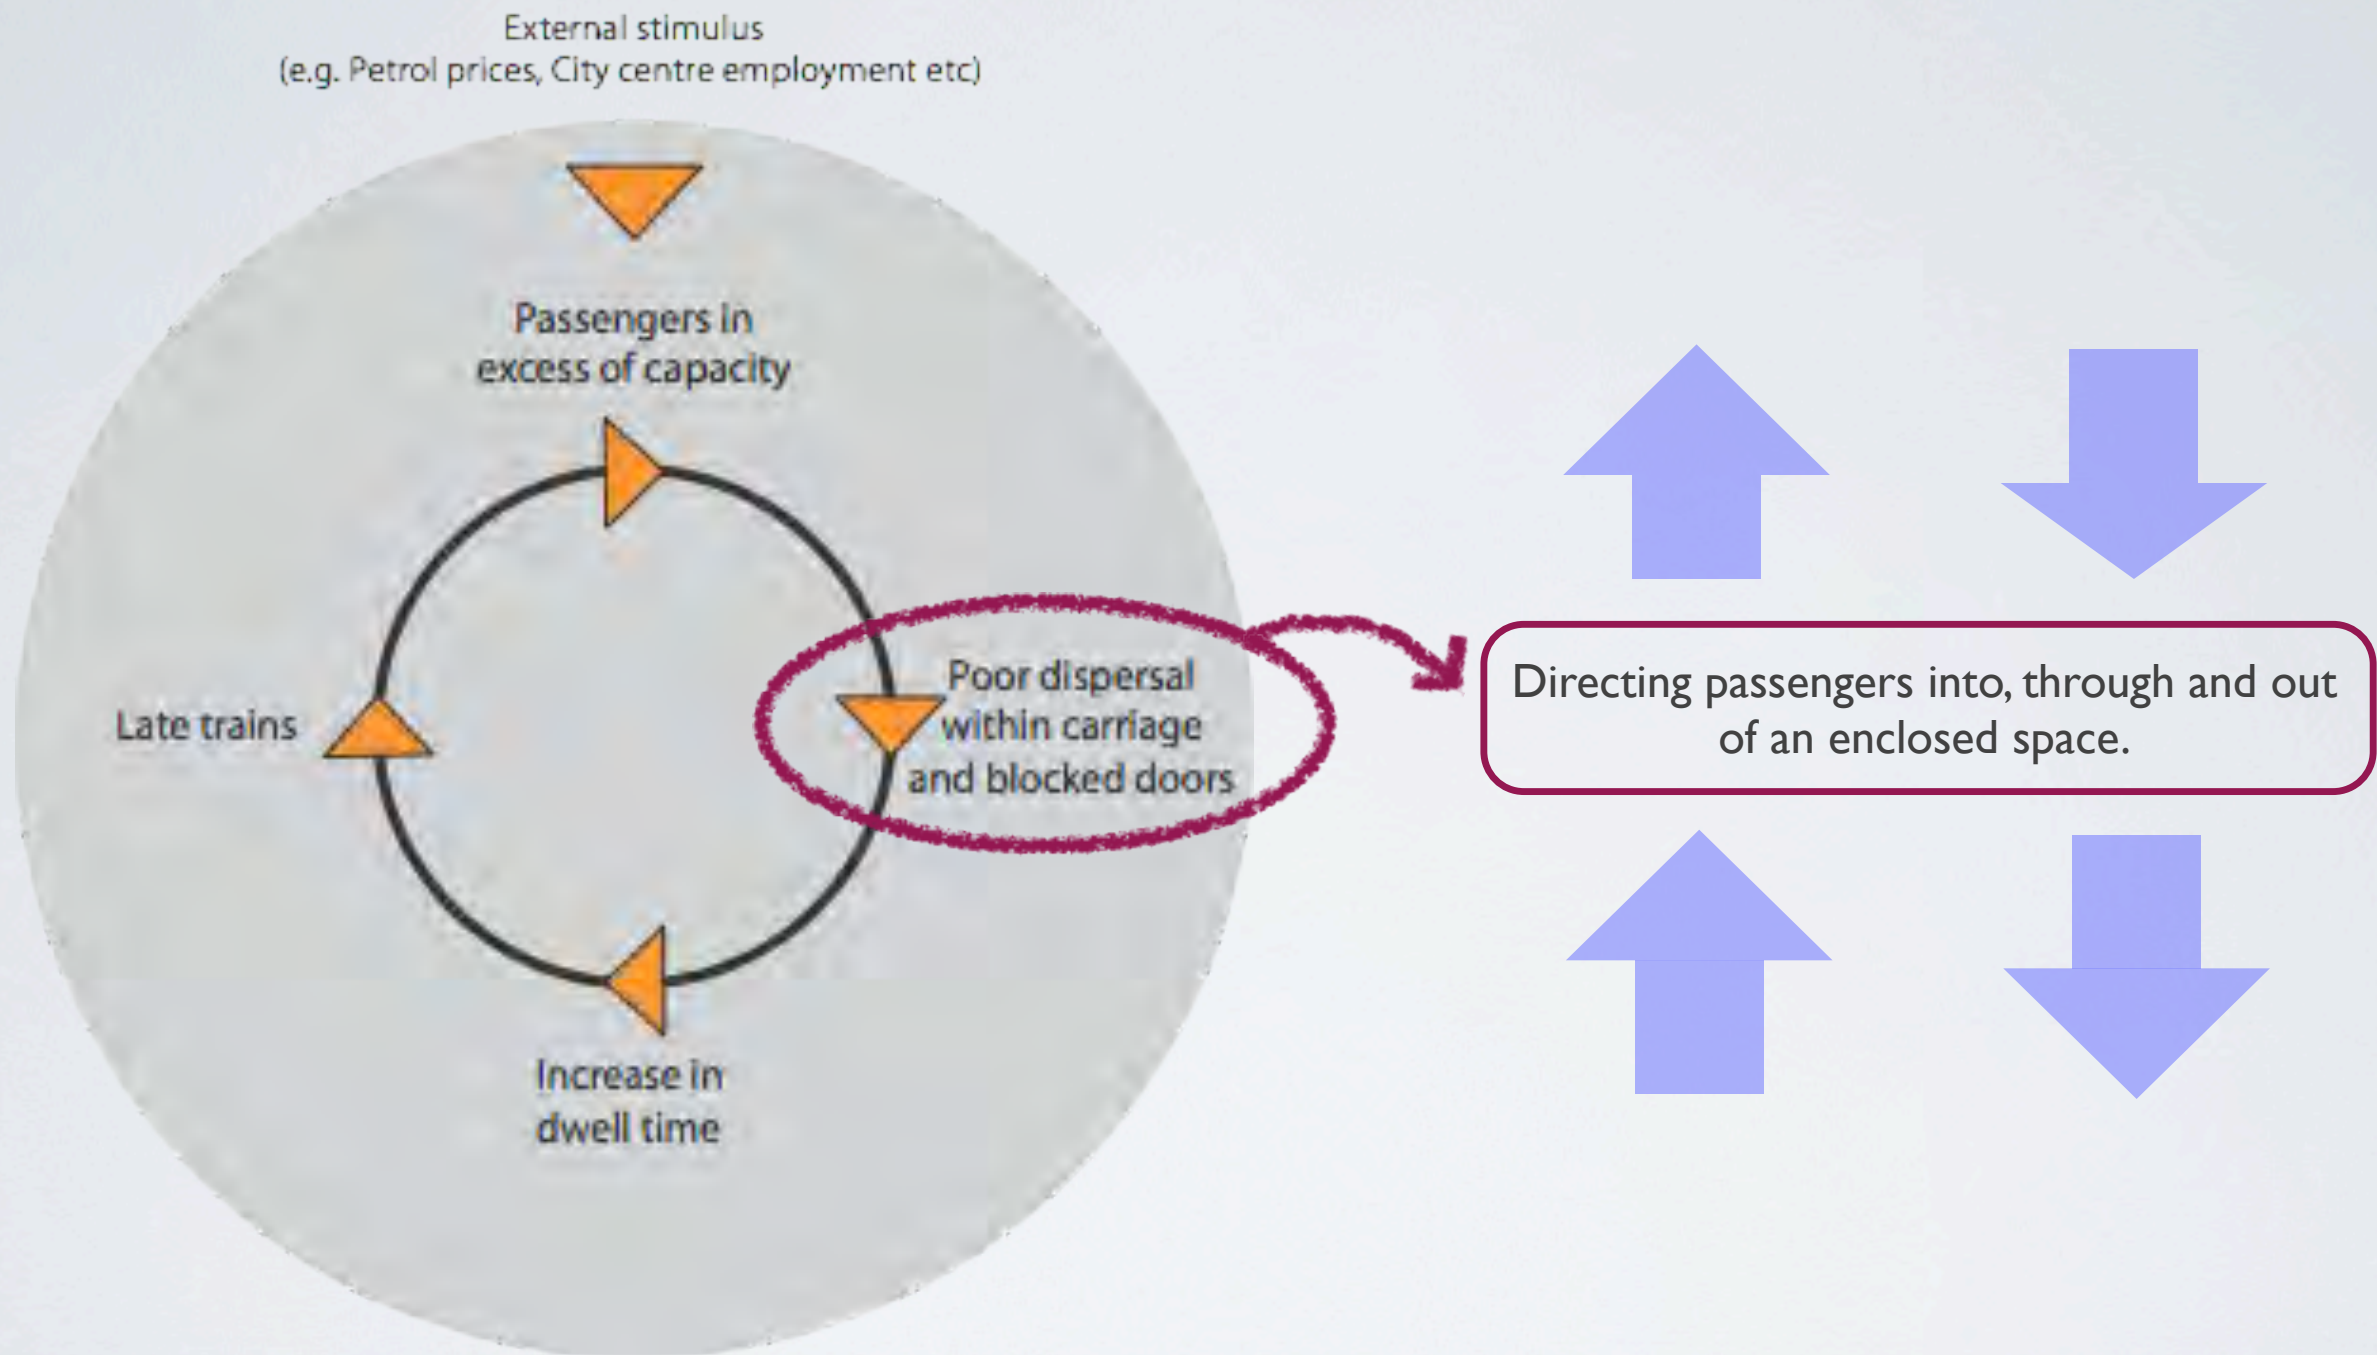 External stimulus
(e.g. Petrol prices, City centre employment etc)
Passengers in
excess of capacity
Poor dispersal
within carriage
and blocked doors
Late trains
Increase in
dwell time
Directing passengers into, through and out
of an enclosed space.